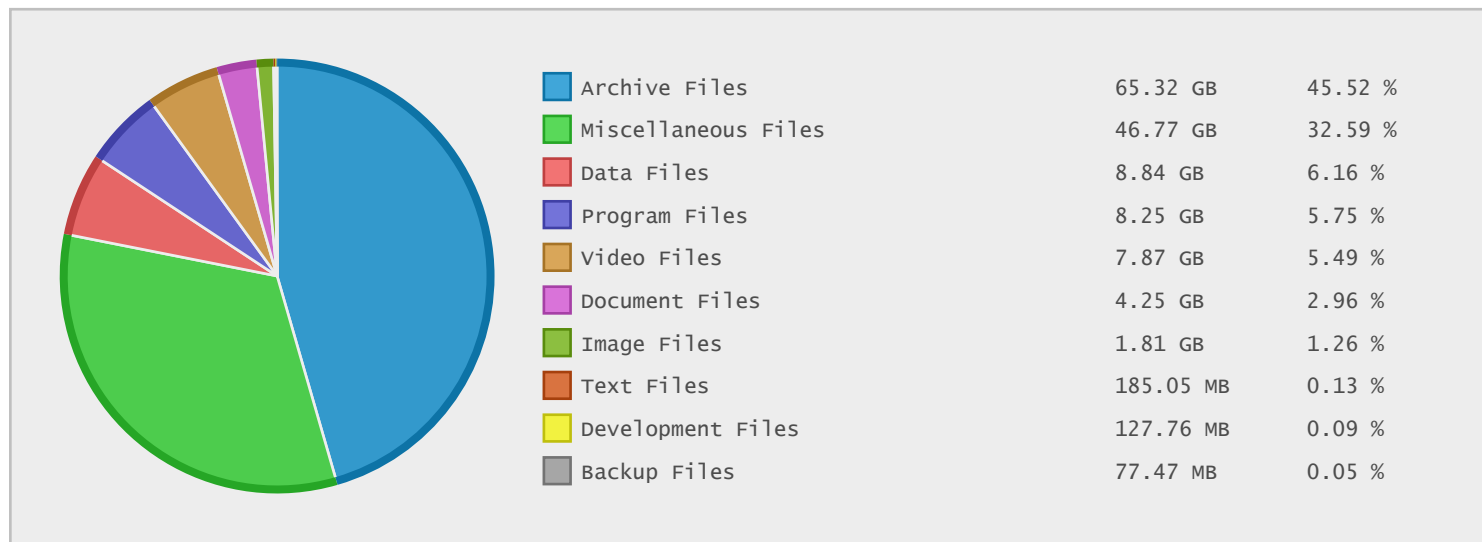 Archive Files 65.32 GB 45.52 %
Miscellaneous Files 46.77 GB 32.59 %
Data Files 8.84 GB 6.16 %
Program Files 8.25 GB 5.75 %
Video Files 7.87 GB 5.49 %
Document Files 4.25 GB 2.96 %
Image Files 1.81 GB 1.26 %
Text Files 185.05 MB 0.13 %
Development Files 127.76 MB 0.09 %
Backup Files 77.47 MB 0.05 %